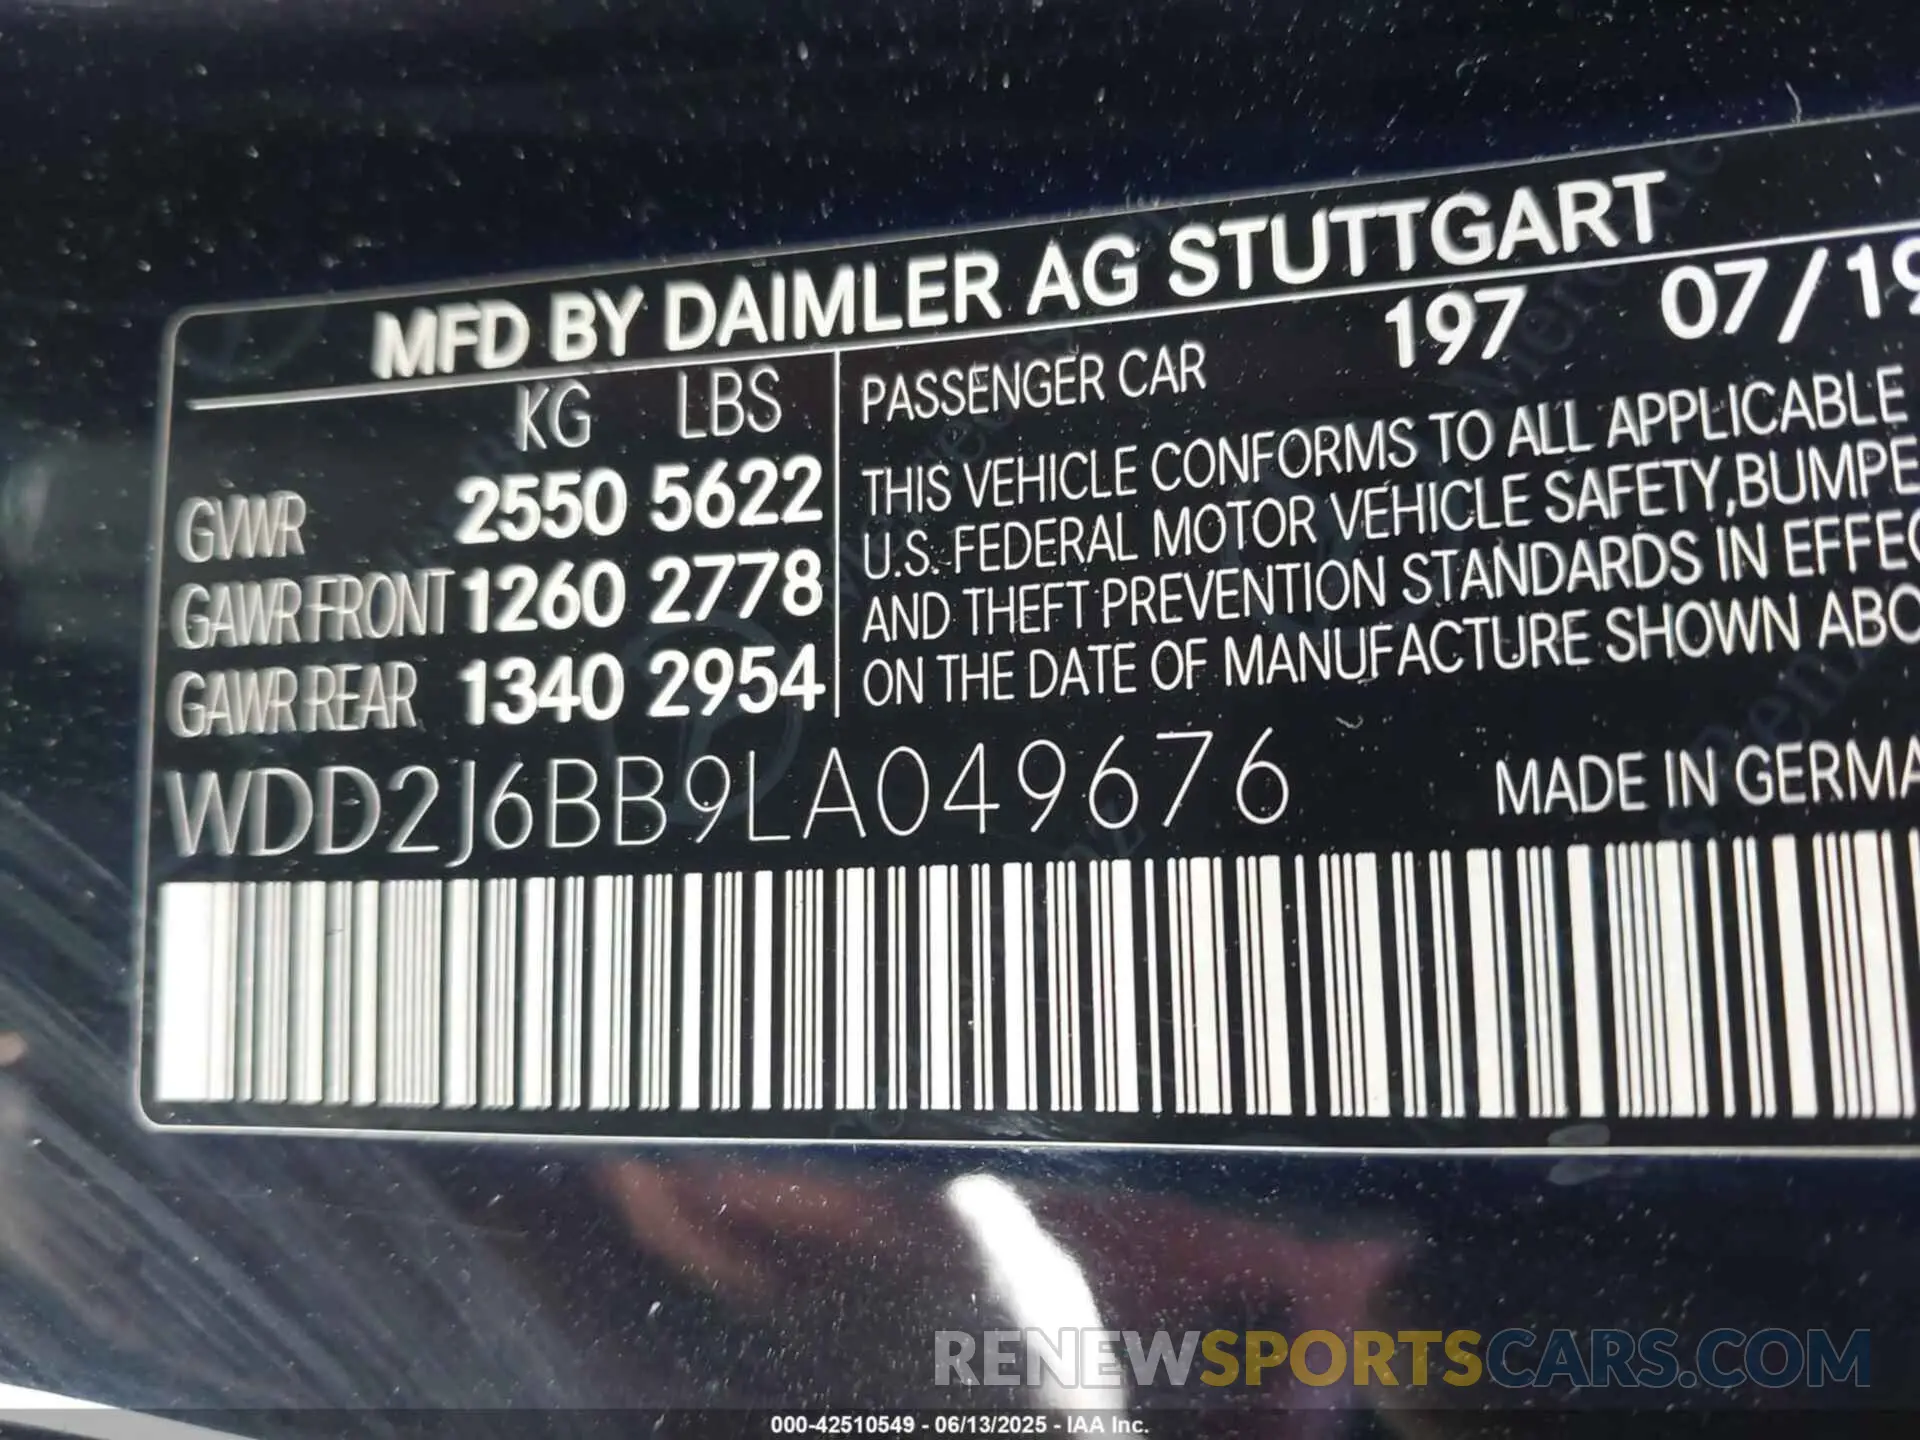 MFD BY DAIMLER AG STUTTGART
KG LBS
GVWR 2550 5622
GAWR FRONT 1260 2778
GAWR REAR 1340 2954
PASSENGER CAR 197 07/19
THIS VEHICLE CONFORMS TO ALL APPLICABLE
U.S. FEDERAL MOTOR VEHICLE SAFETY,BUMPE
AND THEFT PREVENTION STANDARDS IN EFFEC
ON THE DATE OF MANUFACTURE SHOWN ABO
WDD2J6BB9LA049676
MADE IN GERMA
RENEWSPORTSCARS.COM
000-42510549 - 06/13/2025 - IAA Inc.